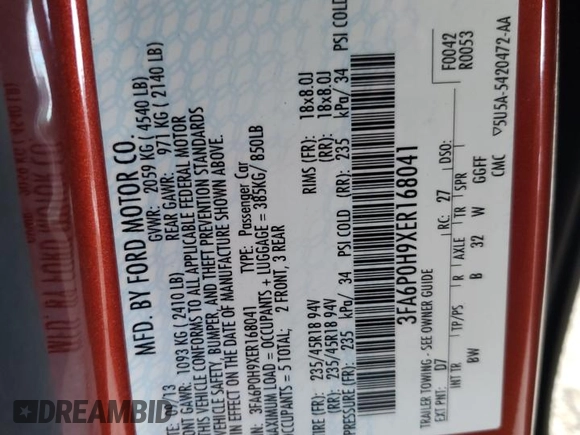 MFD. BY FORD MOTOR CO.
/13 GVWR: 2059 KG ( 4540 LB)
FRONT GAWR: 1093 KG ( 2410 LB) REAR GAWR: 971 KG ( 2140 LB)
THIS VEHICLE CONFORMS TO ALL APPLICABLE FEDERAL MOTOR
VEHICLE SAFETY, BUMPER, AND THEFT PREVENTION STANDARDS
IN EFFECT ON THE DATE OF MANUFACTURE SHOWN ABOVE.
VIN: 3FA6P0H9XER168041 TYPE: Passenger Car
MAXIMUM LOAD = OCCUPANTS + LUGGAGE = 385KG/ 850LB
OCCUPANTS = 5 TOTAL; 2 FRONT, 3 REAR
TIRE (FR): 235/45R18 94V RIMS (FR): 18x8.0J
(RR): 235/45R18 94V (RR): 18x8.0J
PRESSURE (FR): 235 kPa/ 34 PSI COLD (RR): 235 kPa/ 34 PSI COLD
3FA6P0H9XER168041
F0042
R0053
TRAILER TOWING - SEE OWNER GUIDE
EXT PNT: D7 RC: 27 DSO:
INT TR TP/PS R AXLE TR SPR
BW B 32 W GGFF
CMC ▽5U5A-5420472-AA
AUTOBIDCAR